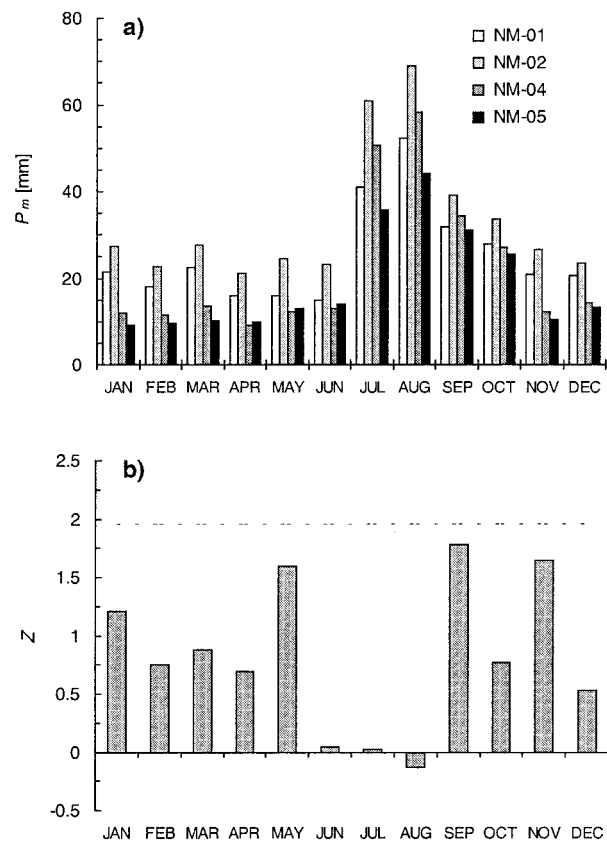 a)
NM-01
NM-02
NM-04
NM-05
P m [mm]
80
60
40
20
0
JAN FEB MAR APR MAY JUN JUL AUG SEP OCT NOV DEC
b)
Z
2.5
2
1.5
1
0.5
0
-0.5
JAN FEB MAR APR MAY JUN JUL AUG SEP OCT NOV DEC